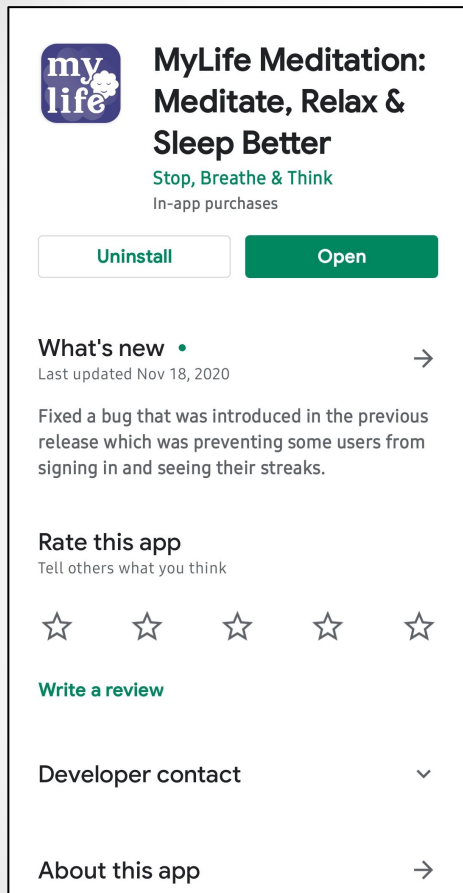 my
life
MyLife Meditation:
Meditate, Relax &
Sleep Better
Stop, Breathe & Think
In-app purchases
Uninstall
Open
What's new
Last updated Nov 18, 2020
Fixed a bug that was introduced in the previous
release which was preventing some users from
signing in and seeing their streaks.
Rate this app
Tell others what you think
Write a review
Developer contact
About this app